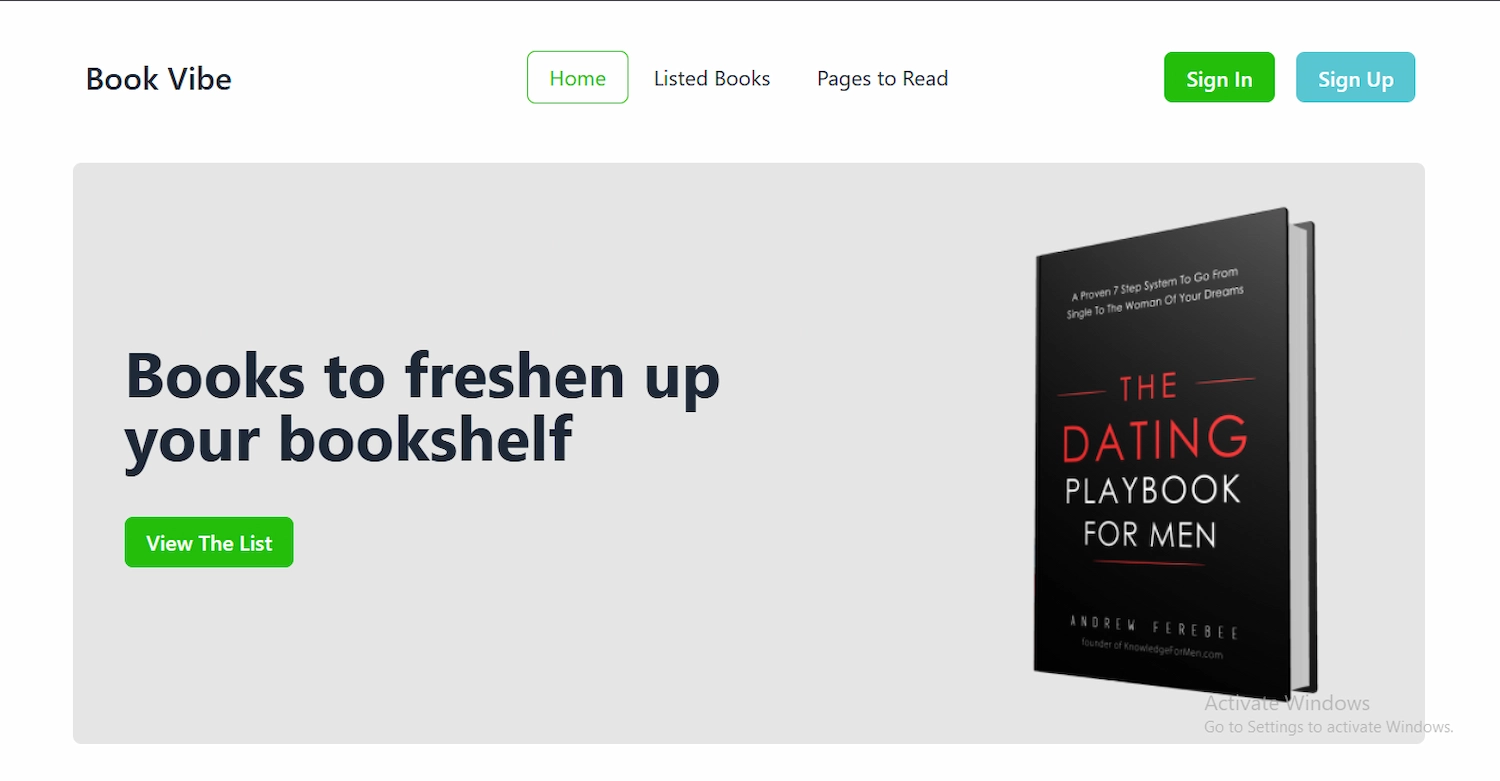 Book Vibe
Home
Listed Books
Pages to Read
Sign In
Sign Up
Books to freshen up
your bookshelf
View The List
A Proven 7 Step System To Go From
Single To The Woman Of Your Dreams
THE
DATING
PLAYBOOK
FOR MEN
ANDREW FEREBEE
founder of KnowledgeForMen.com
Activate Windows
Go to Settings to activate Windows.